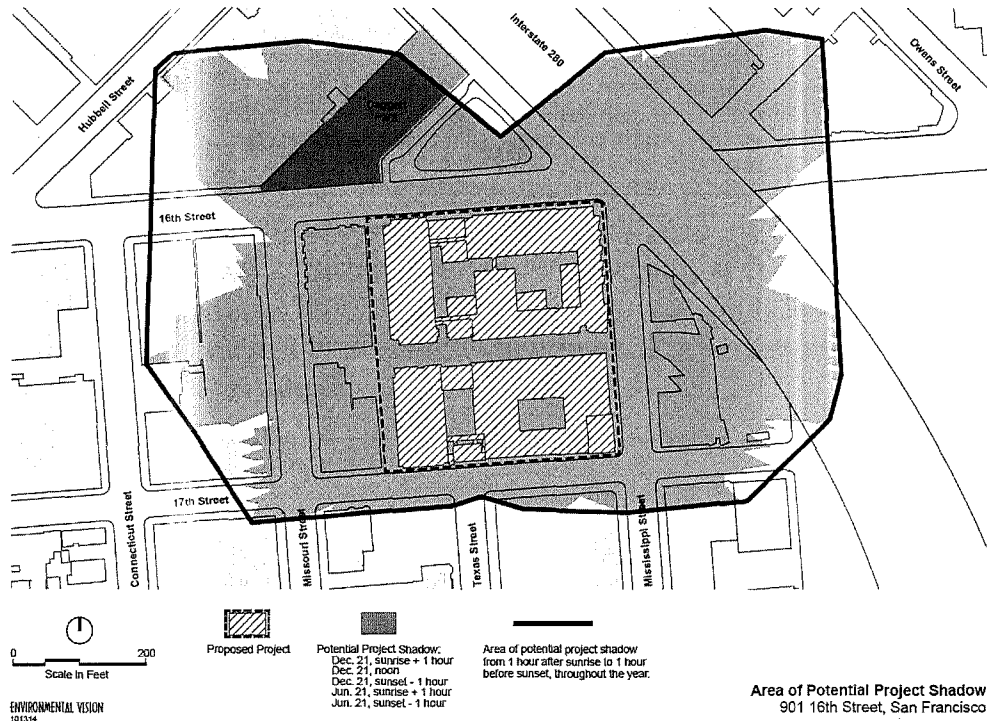 Interstate 280
Owens Street
Hubbell Street
Daggett
Park
16th Street
17th Street
Connecticut Street
Missouri Street
Texas Street
Mississippi Street
0 200
Scale In Feet
Proposed Project
Potential Project Shadow:
Dec. 21, sunrise + 1 hour
Dec. 21, noon
Dec. 21, sunset - 1 hour
Jun. 21, sunrise + 1 hour
Jun. 21, sunset - 1 hour
Area of potential project shadow
from 1 hour after sunrise to 1 hour
before sunset, throughout the year.
ENVIRONMENTAL VISION
Area of Potential Project Shadow
901 16th Street, San Francisco